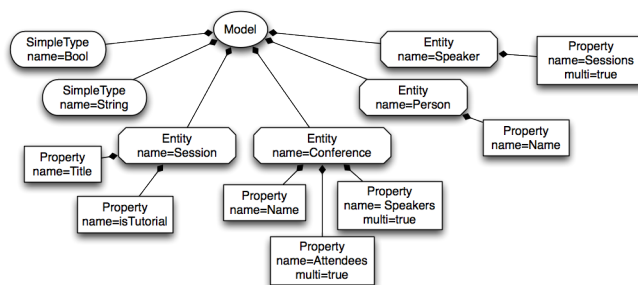 Model
SimpleType
name=Bool
Entity
name=Speaker
Property
name=Sessions
multi=true
SimpleType
name=String
Entity
name=Person
Property
name=Name
Entity
name=Session
Entity
name=Conference
Property
name=Title
Property
name=isTutorial
Property
name=Name
Property
name= Speakers
multi=true
Property
name=Attendees
multi=true